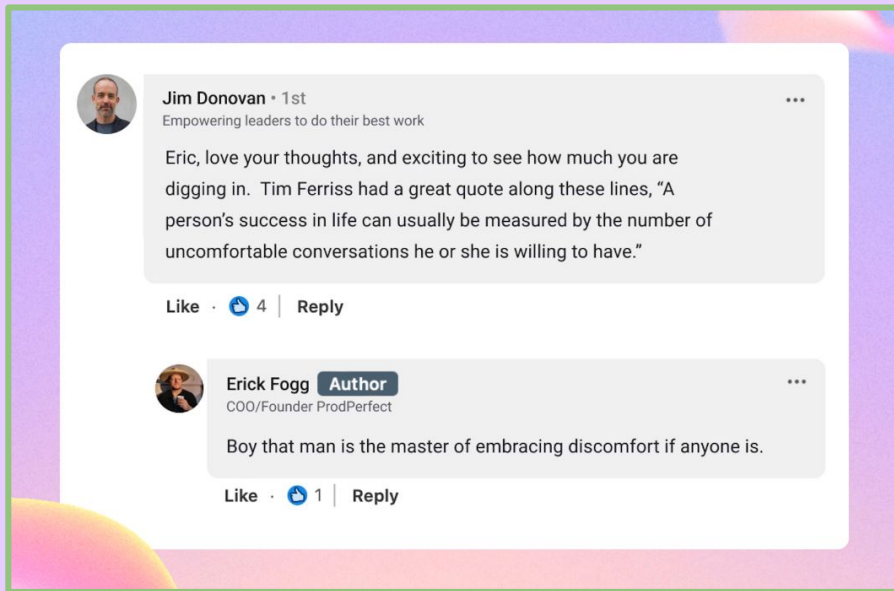 Jim Donovan • 1st
Empowering leaders to do their best work
Eric, love your thoughts, and exciting to see how much you are
digging in.  Tim Ferriss had a great quote along these lines, “A
person’s success in life can usually be measured by the number of
uncomfortable conversations he or she is willing to have.”
Like · 4 | Reply
Erick Fogg Author
COO/Founder ProdPerfect
Boy that man is the master of embracing discomfort if anyone is.
Like · 1 | Reply